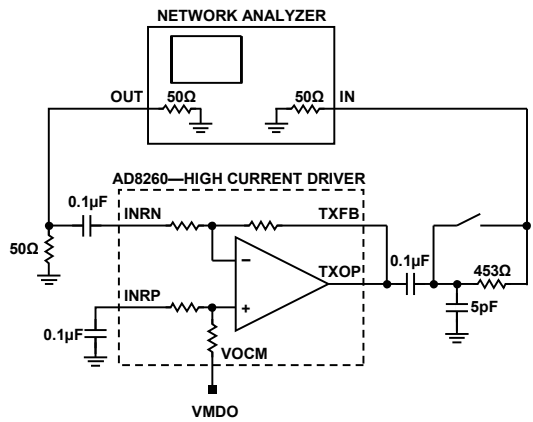 NETWORK ANALYZER
OUT
50Ω
50Ω
IN
AD8260—HIGH CURRENT DRIVER
0.1µF
INRN
TXFB
50Ω
0.1µF
TXOP
453Ω
INRP
5pF
0.1µF
VOCM
VMDO